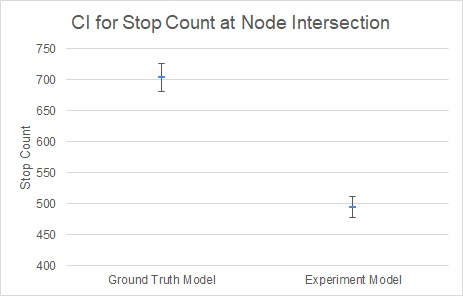 CI for Stop Count at Node Intersection
750
700
650
600
550
500
450
400
Stop Count
Ground Truth Model
Experiment Model